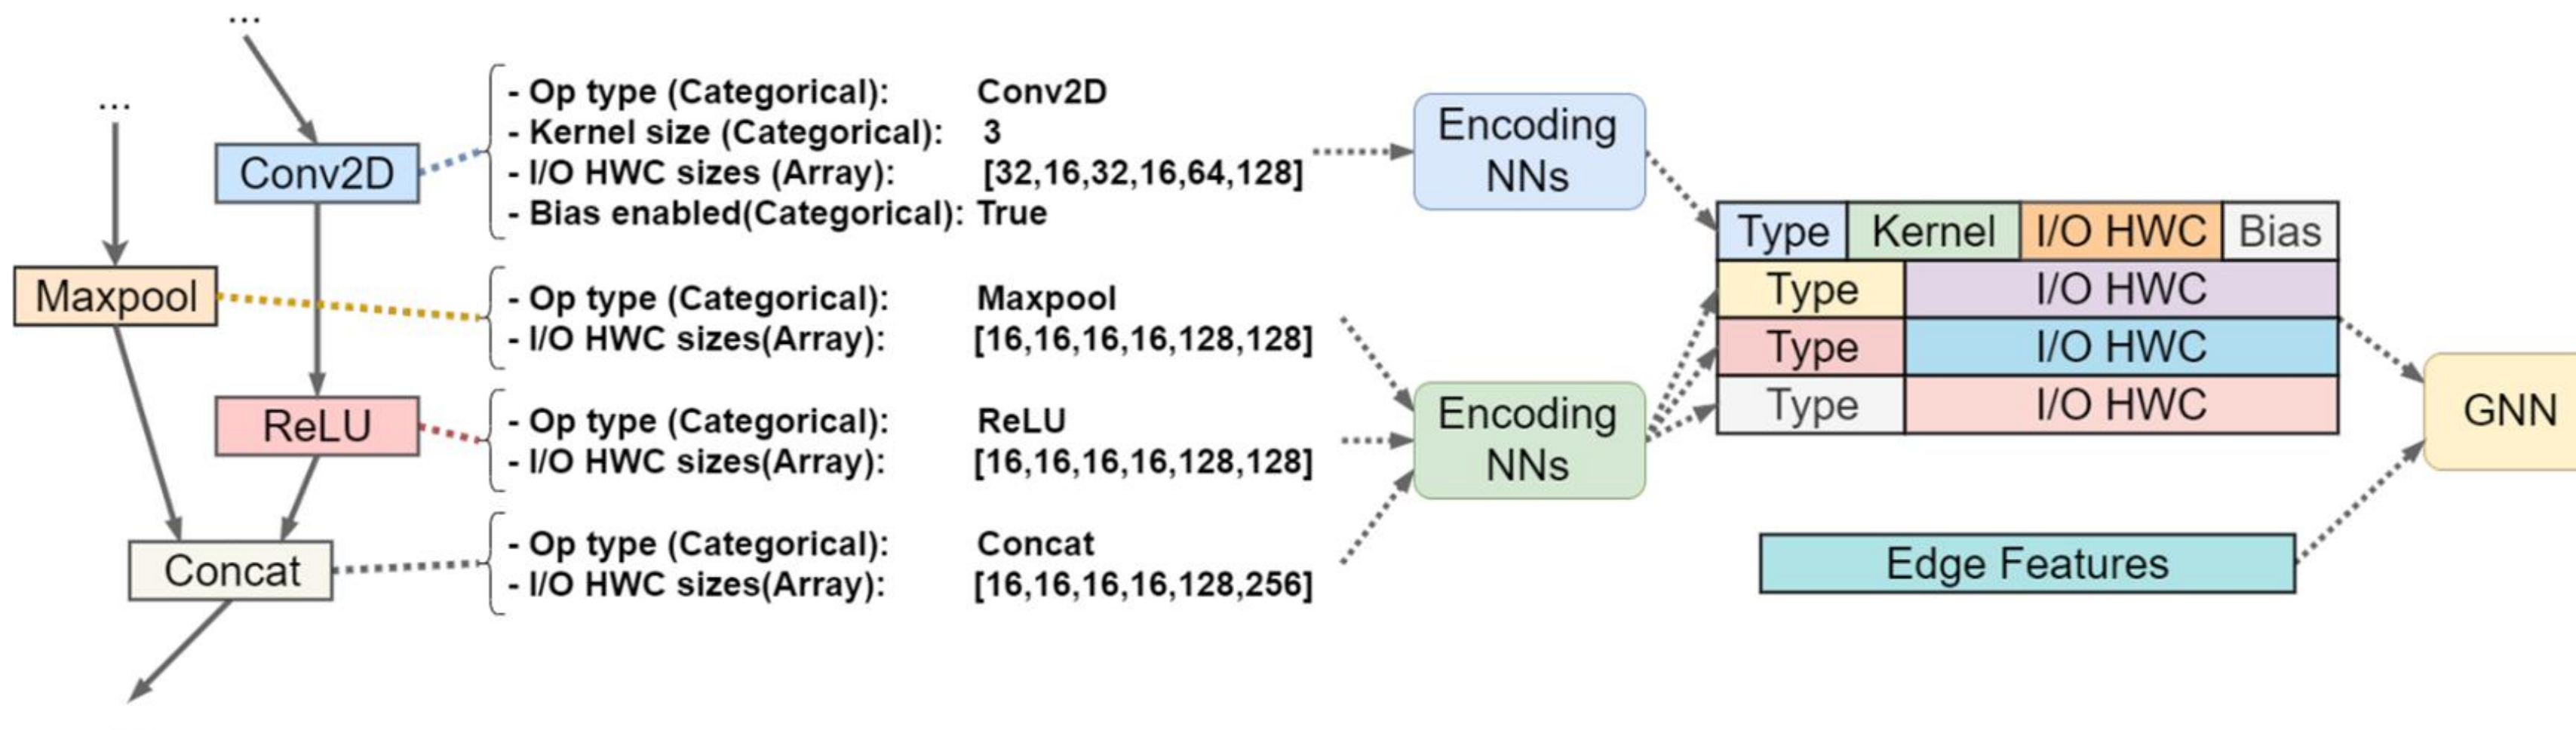 ...
...
Conv2D
Maxpool
ReLU
Concat
- Op type (Categorical): Conv2D
- Kernel size (Categorical): 3
- I/O HWC sizes (Array): [32,16,32,16,64,128]
- Bias enabled(Categorical): True
- Op type (Categorical): Maxpool
- I/O HWC sizes(Array): [16,16,16,16,128,128]
- Op type (Categorical): ReLU
- I/O HWC sizes(Array): [16,16,16,16,128,128]
- Op type (Categorical): Concat
- I/O HWC sizes(Array): [16,16,16,16,128,256]
Encoding
NNs
Encoding
NNs
Type Kernel I/O HWC Bias
Type I/O HWC
Type I/O HWC
Type I/O HWC
Edge Features
GNN